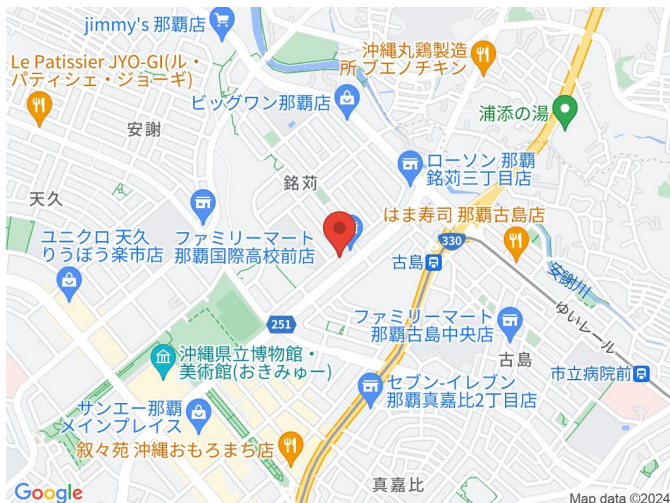 jimmy's 那覇店
Le Patissier JYO-GI(ル・
パティシェ・ジョーギ)
沖縄丸鶏製造
所 ブエノチキン
ビッグワン那覇店
浦添の湯
安謝
ローソン 那覇
銘苅三丁目店
銘苅
天久
はま寿司 那覇古島店
ユニクロ 天久
りうぼう楽市店
ファミリーマート
那覇国際高校前店
330
古島
安謝川
ゆいレール
251
ファミリーマート
那覇古島中央店
沖縄県立博物館・
美術館(おきみゅー)
古島
市立病院前
セブン-イレブン
那覇真嘉比2丁目店
サンエー那覇
メインプレイス
叙々苑 沖縄おもろまち店
真嘉比
Google
Map data ©2024